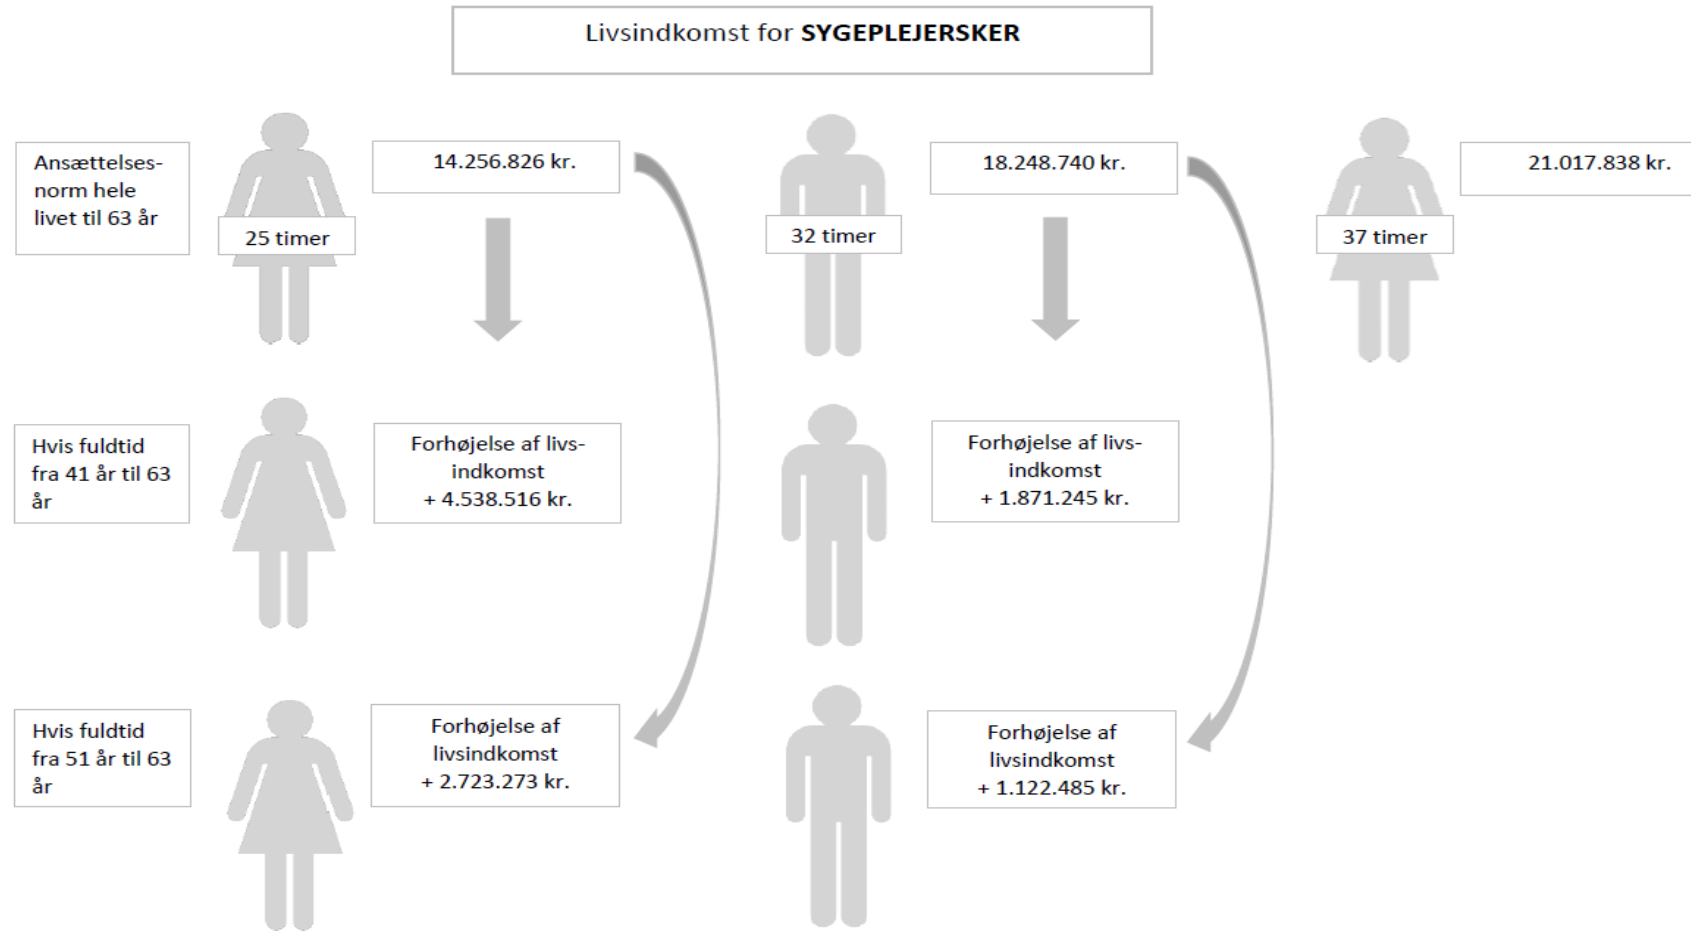 Livsindkomst for SYGEPLEJERSKER
Ansættelses-
norm hele
livet til 63 år
25 timer
14.256.826 kr.
32 timer
18.248.740 kr.
37 timer
21.017.838 kr.
Hvis fuldtid
fra 41 år til 63
år
Forhøjelse af livs-
indkomst
+ 4.538.516 kr.
Forhøjelse af livs-
indkomst
+ 1.871.245 kr.
Hvis fuldtid
fra 51 år til 63
år
Forhøjelse af
livsindkomst
+ 2.723.273 kr.
Forhøjelse af
livsindkomst
+ 1.122.485 kr.